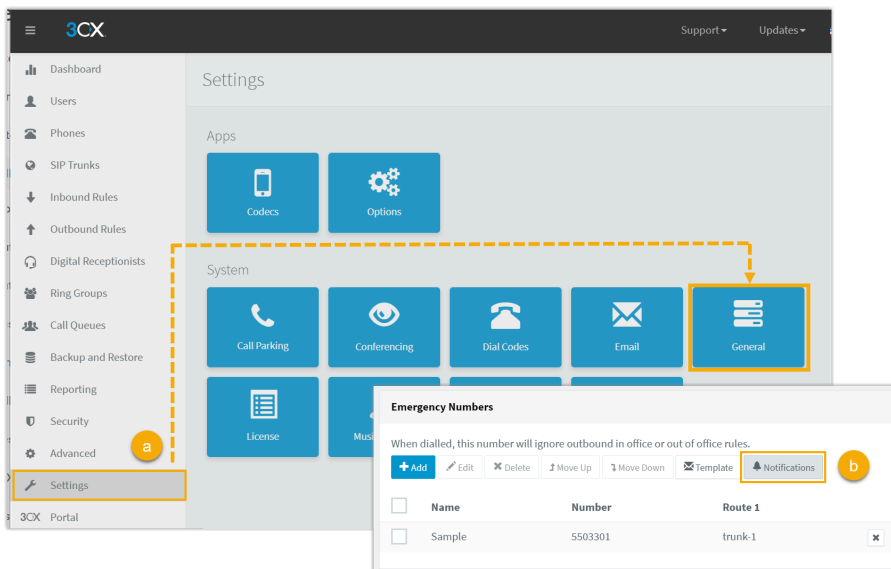 3CX
Support
Updates
Dashboard
Users
Phones
SIP Trunks
Inbound Rules
Outbound Rules
Digital Receptionists
Ring Groups
Call Queues
Backup and Restore
Reporting
Security
Advanced
a
Settings
3CX Portal
Settings
Apps
Codecs
Options
System
Call Parking
Conferencing
Dial Codes
Email
General
License
Musi
Emergency Numbers
When dialled, this number will ignore outbound in office or out of office rules.
Add Edit Delete Move Up Move Down Template Notifications b
Name Number Route 1
Sample 5503301 trunk-1